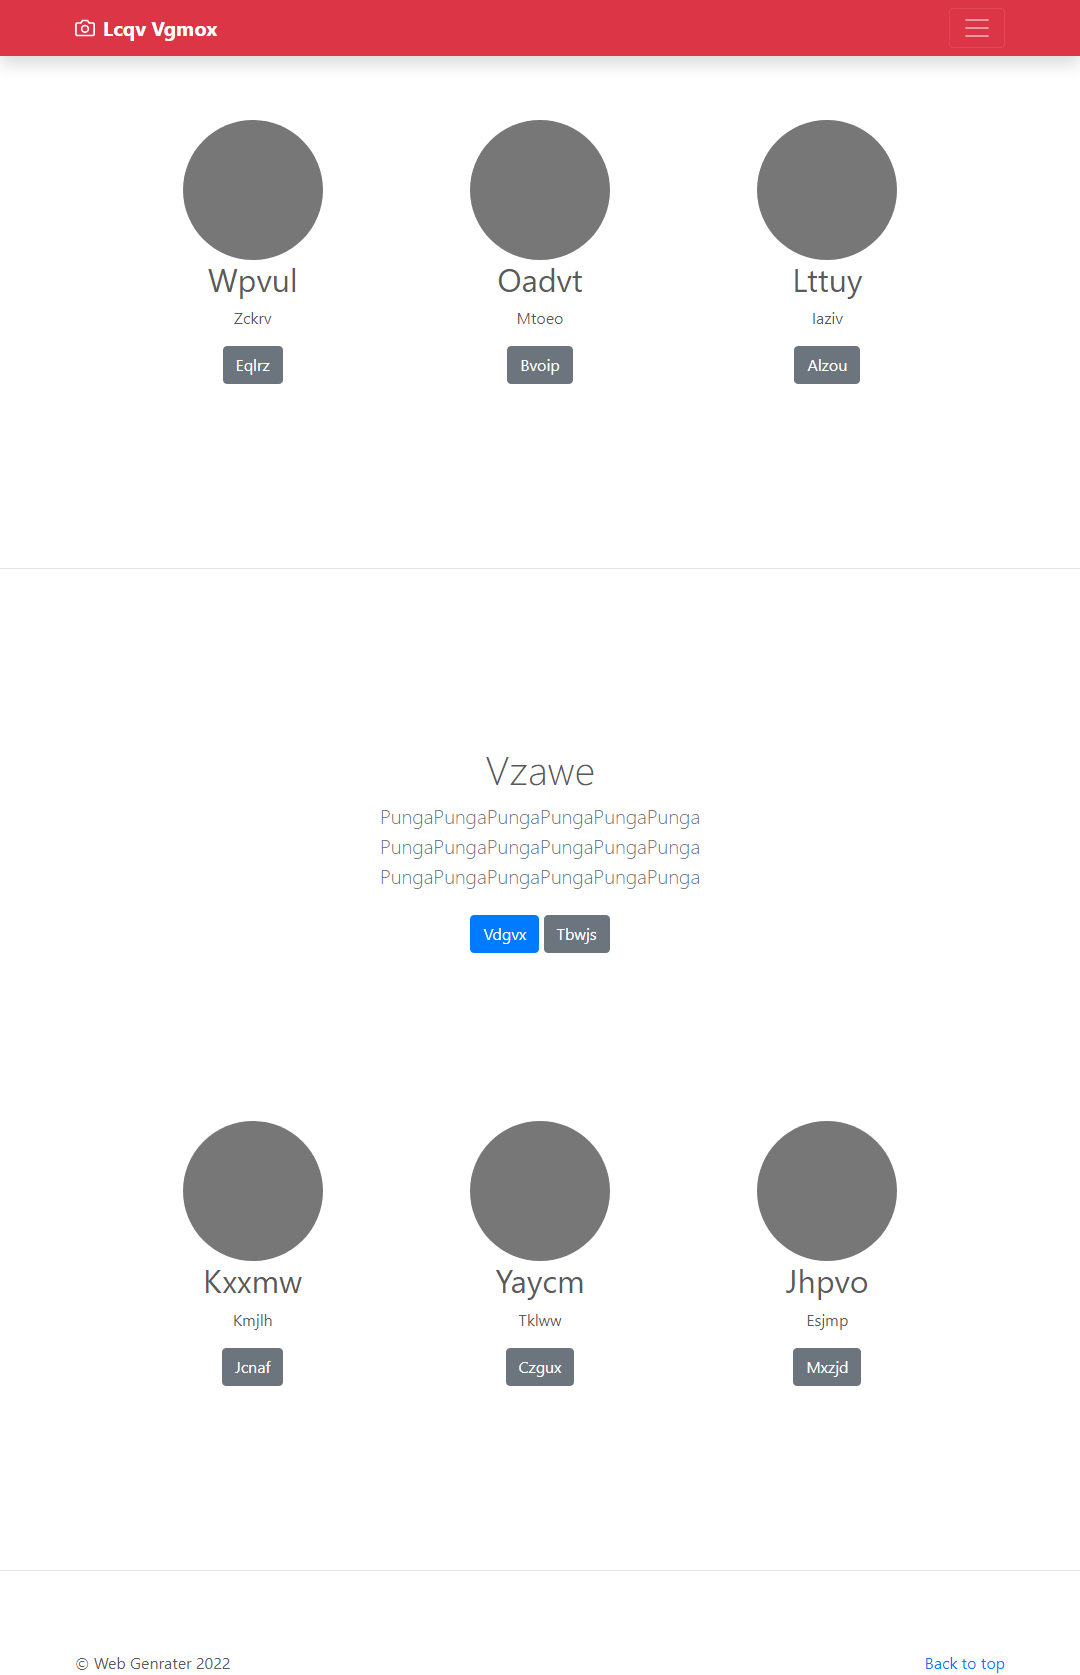 Lcqv Vgmox
Wpvul
Zckrv
Eqlrz
Oadvt
Mtoeo
Bvoip
Lttuy
Iaziv
Alzou
Vzawe
PungaPungaPungaPungaPungaPunga
PungaPungaPungaPungaPungaPunga
PungaPungaPungaPungaPungaPunga
Vdgvx Tbwjs
Kxxmw
Kmjlh
Jcnaf
Yaycm
Tklww
Czgux
Jhpvo
Esjmp
Mxzjd
© Web Genrater 2022
Back to top